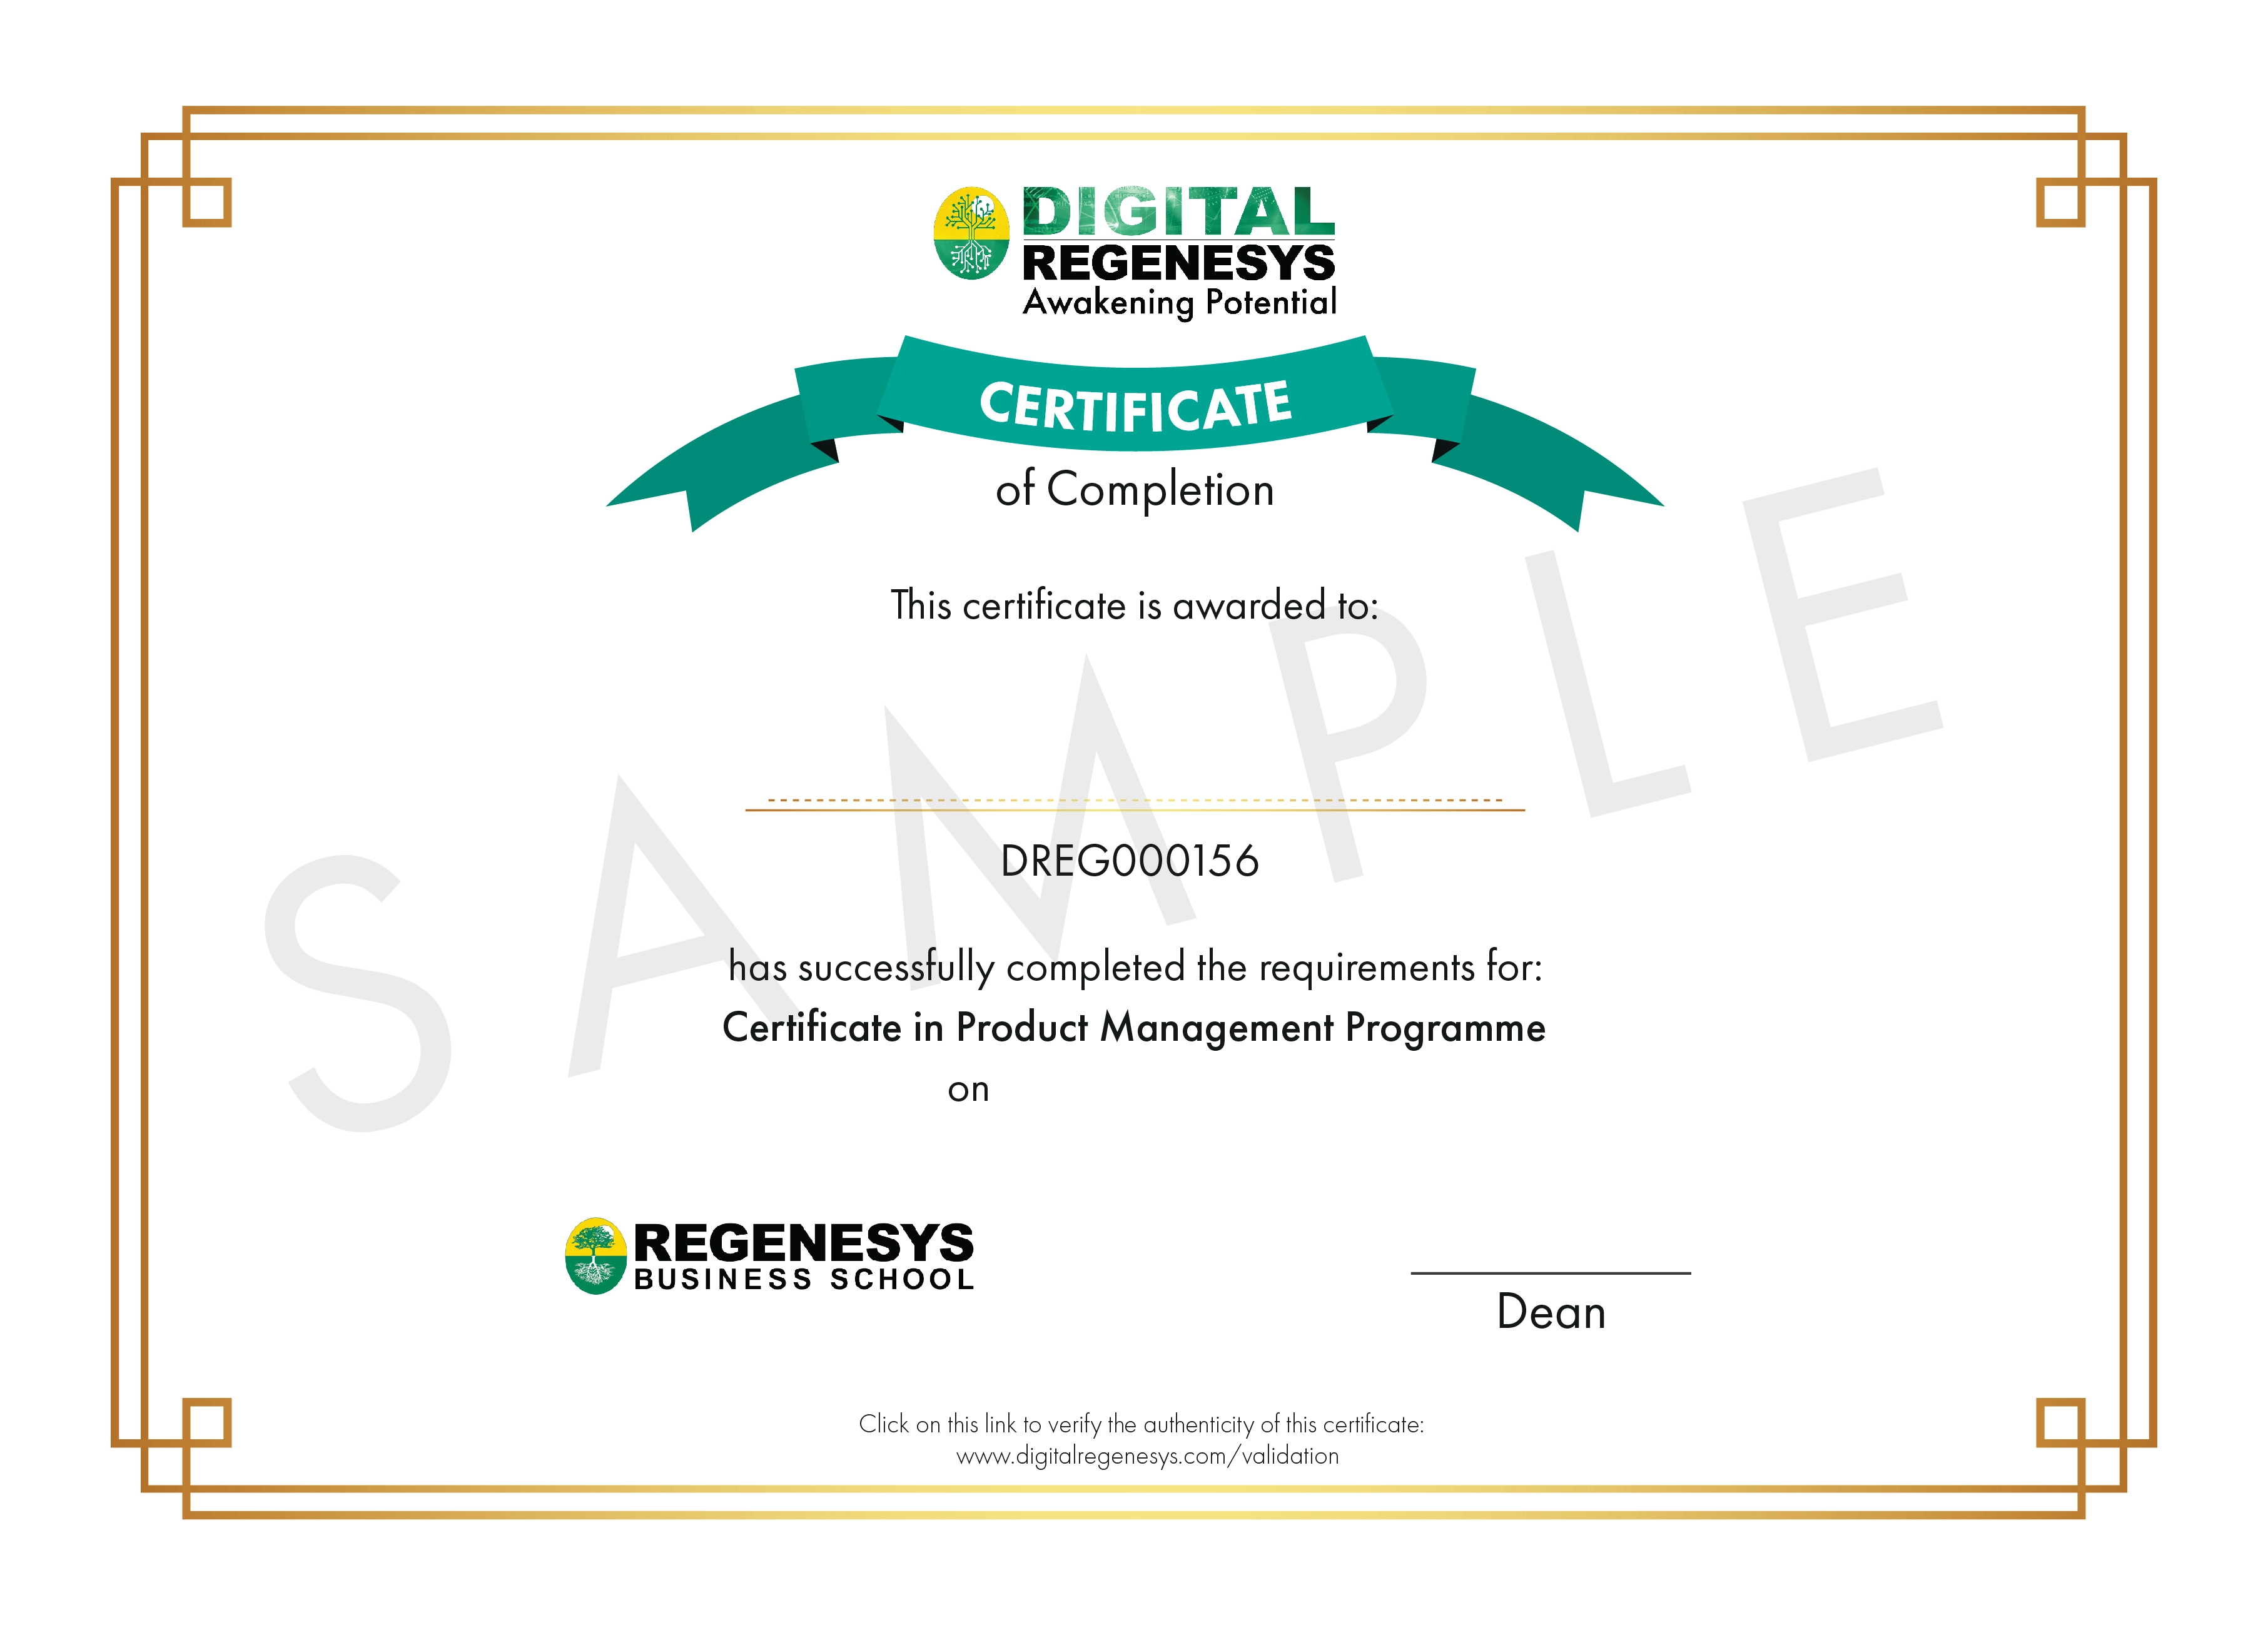 DIGITAL
REGENESYS
Awakening Potential
CERTIFICATE
of Completion
This certificate is awarded to:
SAMPLE
DREG000156
has successfully completed the requirements for:
Certificate in Product Management Programme
on
REGENESYS
BUSINESS SCHOOL
Dean
Click on this link to verify the authenticity of this certificate:
www.digitalregenesys.com/validation